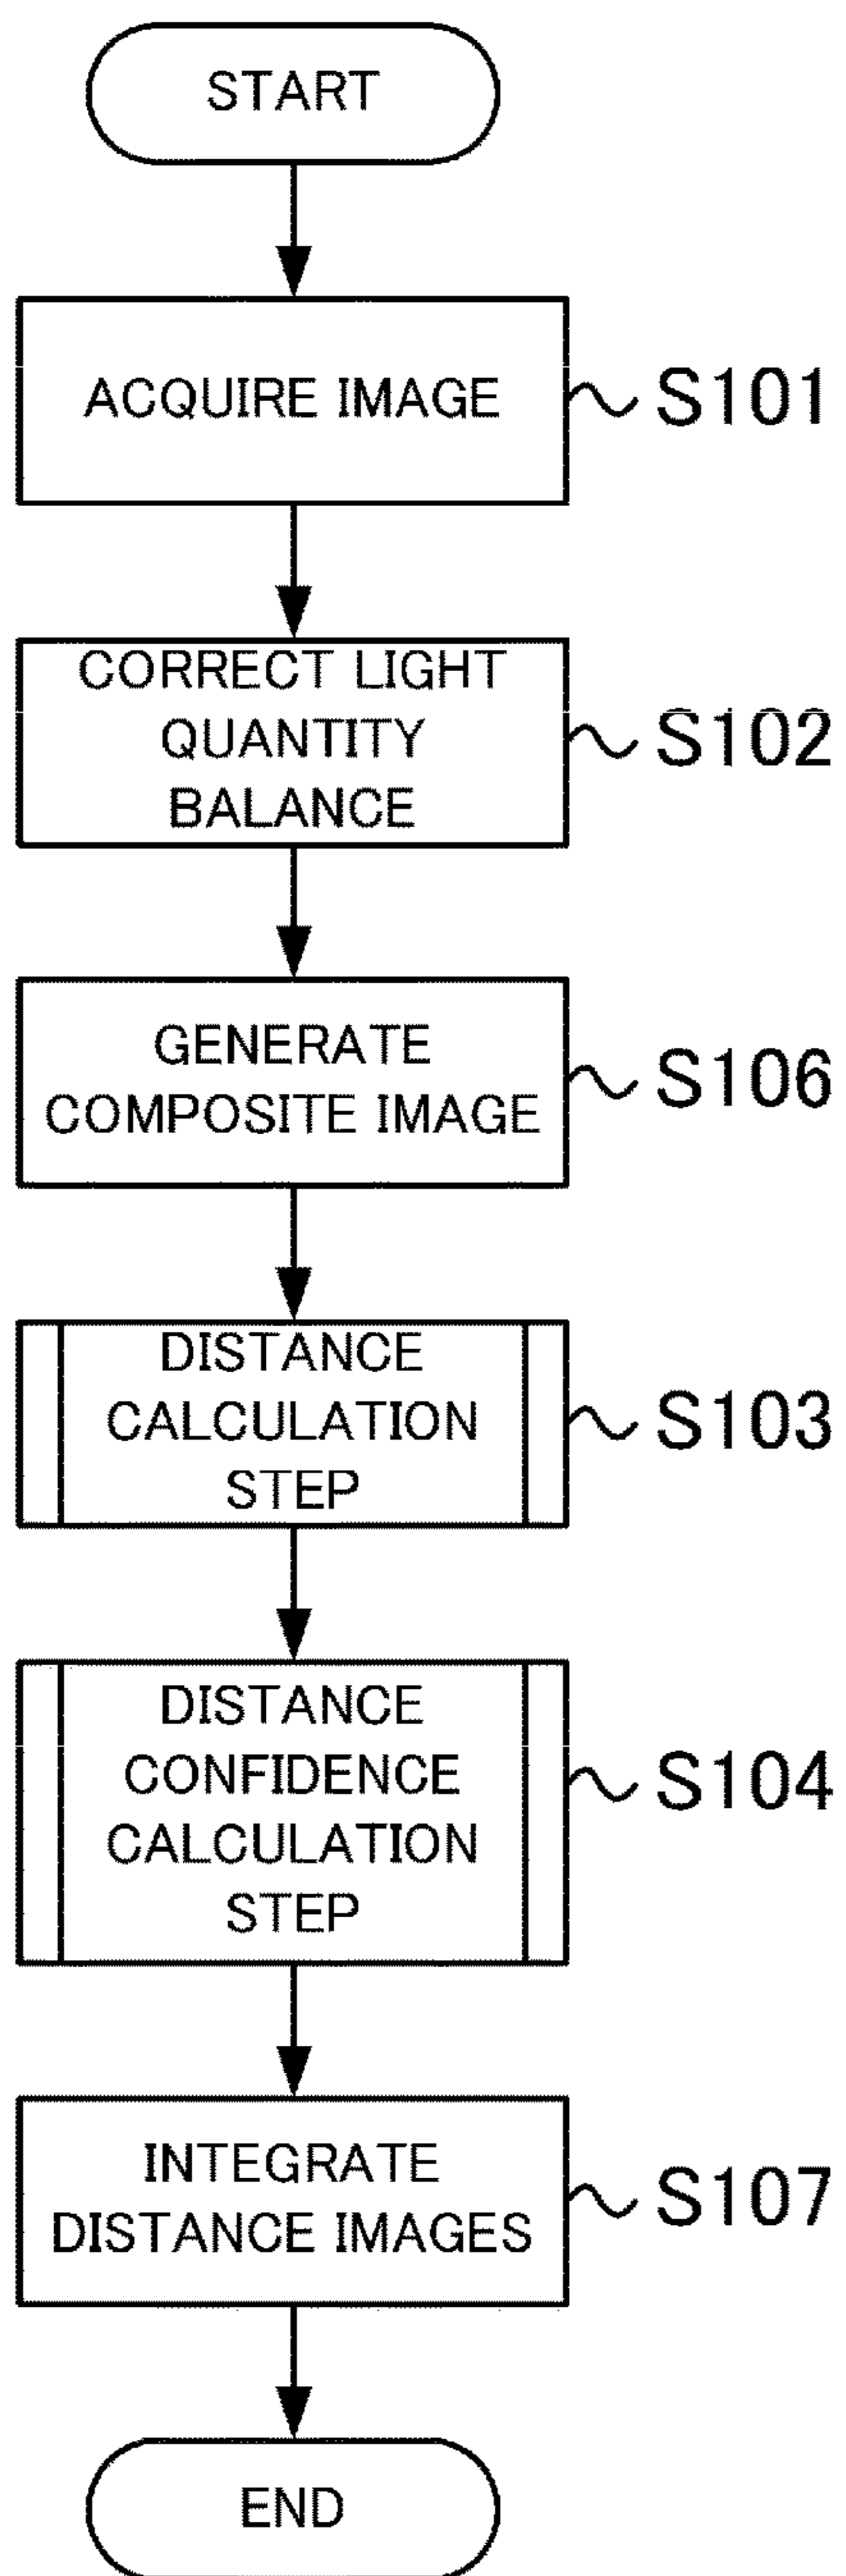 START
ACQUIRE IMAGE
S101
CORRECT LIGHT
QUANTITY
BALANCE
S102
GENERATE
COMPOSITE IMAGE
S106
DISTANCE
CALCULATION
STEP
S103
DISTANCE
CONFIDENCE
CALCULATION
STEP
S104
INTEGRATE
DISTANCE IMAGES
S107
END